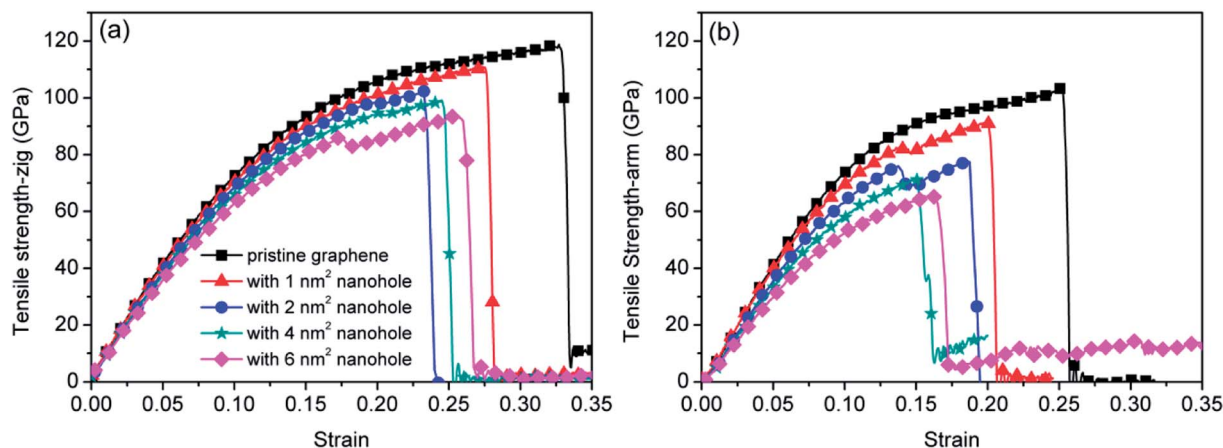 (a)
Tensile strength-zig (GPa)
120
100
80
60
40
20
0
pristine graphene
with 1 nm² nanohole
with 2 nm² nanohole
with 4 nm² nanohole
with 6 nm² nanohole
0.00 0.05 0.10 0.15 0.20 0.25 0.30 0.35
Strain
(b)
Tensile Strength-arm (GPa)
120
100
80
60
40
20
0
0.00 0.05 0.10 0.15 0.20 0.25 0.30 0.35
Strain